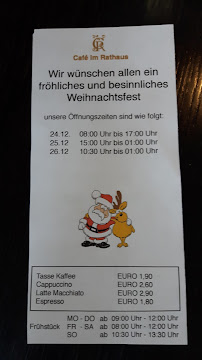 CR
Café im Rathaus
Wir wünschen allen ein
fröhliches und besinnliches
Weihnachtsfest
unsere Öffnungszeiten sind wie folgt:
24.12 08:00 Uhr bis 17:00 Uhr
25.12 15:00 Uhr bis 01:00 Uhr
26.12 10:30 Uhr bis 01:00 Uhr
Tasse Kaffee EURO 1,90
Cappuccino EURO 2,60
Latte Macchiato EURO 2,90
Espresso EURO 1,80
MO - DO ab 09:00 Uhr - 12:00 Uhr
Frühstück FR - SA ab 08:00 Uhr - 12:00 Uhr
SO ab 10:30 Uhr - 13:30 Uhr